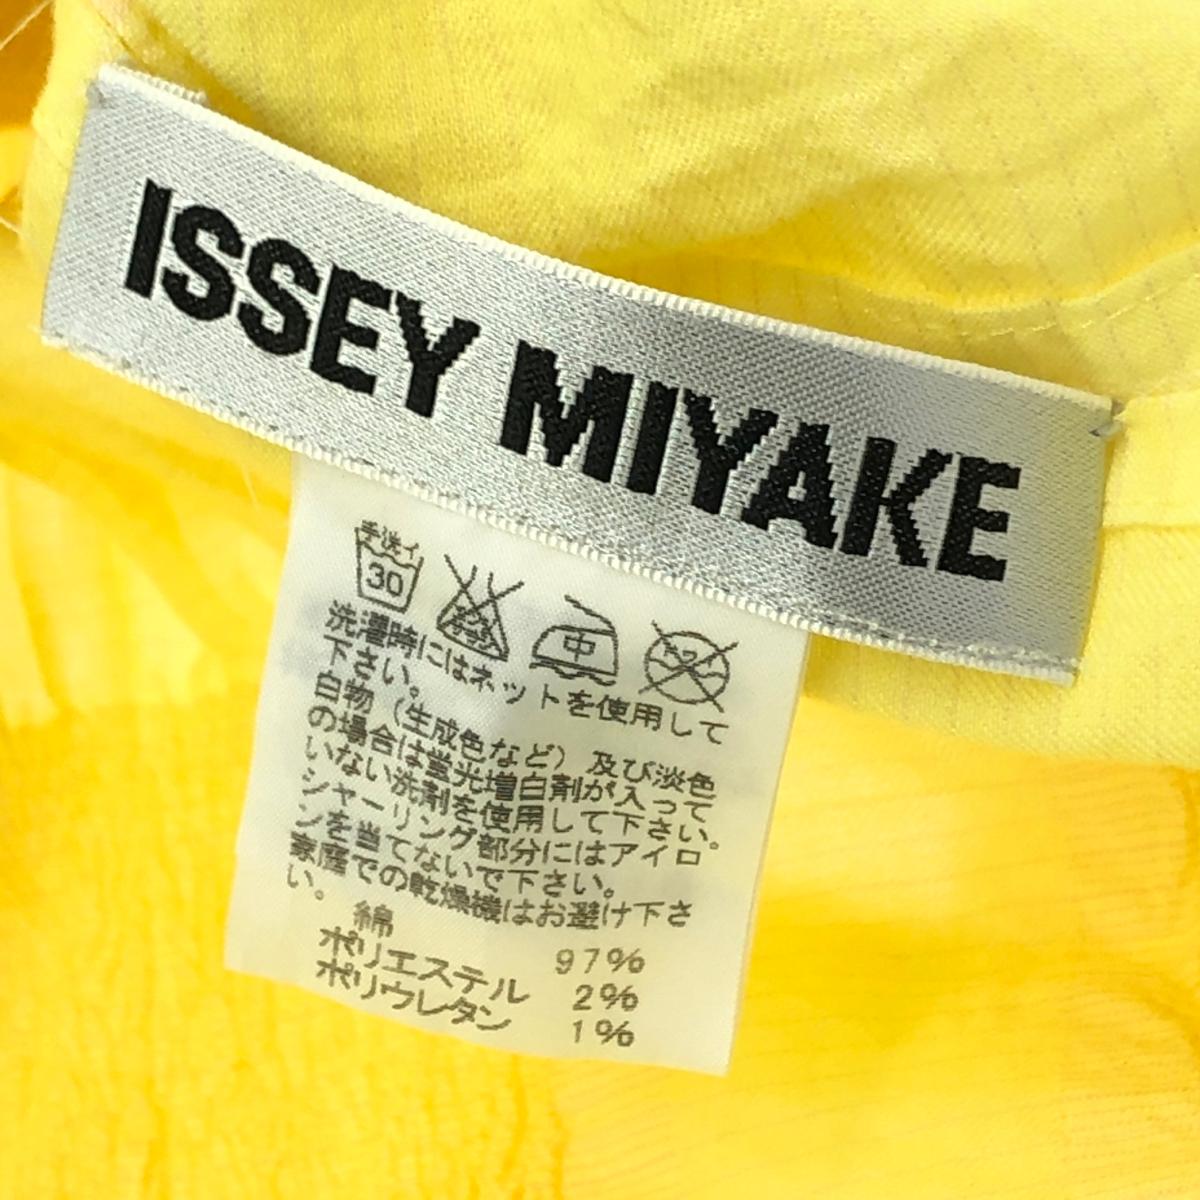 ISSEY MIYAKE
手洗イ
30
中
ドライ
洗濯時にはネットを使用して
下さい。
白物（生成色など）及び淡色
の場合は蛍光増白剤が入って
いない洗剤を使用して下さい。
シャーリング部分にはアイロ
ンを当てないで下さい。
家庭での乾燥機はお避け下さ
い。
綿 97%
ポリエステル 2%
ポリウレタン 1%